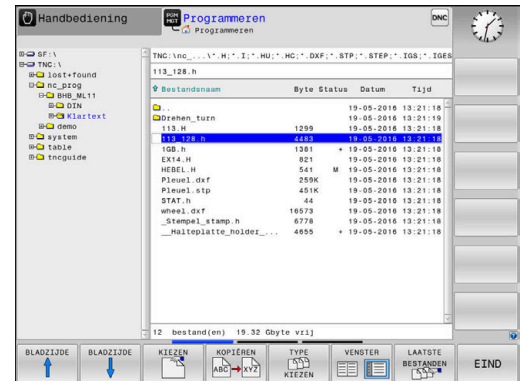 Handbediening
PGM
MGT
Programmeren
Programmeren
DNC
SF:\
TNC:\
lost+found
nc_prog
BHB_ML11
DIN
Klartext
demo
system
table
tncguide
TNC:\nc_...\*.H;*.I;*.HU;*.HC;*.DXF;*.STP;*.STEP;*.IGS;*.IGES
113_128.h
Bestandsnaam Byte Status Datum Tijd
.. 19-05-2016 13:21:18
Drehen_turn 19-05-2016 13:21:19
113.H 1299 19-05-2016 13:21:18
113_128.h 4483 19-05-2016 13:21:18
1GB.h 1381 + 19-05-2016 13:21:18
EX14.H 821 19-05-2016 13:21:18
HEBEL.H 541 M 19-05-2016 13:21:18
Pleuel.dxf 259K 19-05-2016 13:21:18
Pleuel.stp 451K 19-05-2016 13:21:18
STAT.h 44 19-05-2016 13:21:18
wheel.dxf 16573 19-05-2016 13:21:18
_Stempel_stamp.h 6778 19-05-2016 13:21:18
__Halteplatte_holder_... 4655 + 19-05-2016 13:21:18
12 bestand(en) 19.32 Gbyte vrij
BLADZIJDE
BLADZIJDE
KIEZEN
KOPIËREN
ABC XYZ
TYPE
KIEZEN
VENSTER
LAATSTE
BESTANDEN
EIND